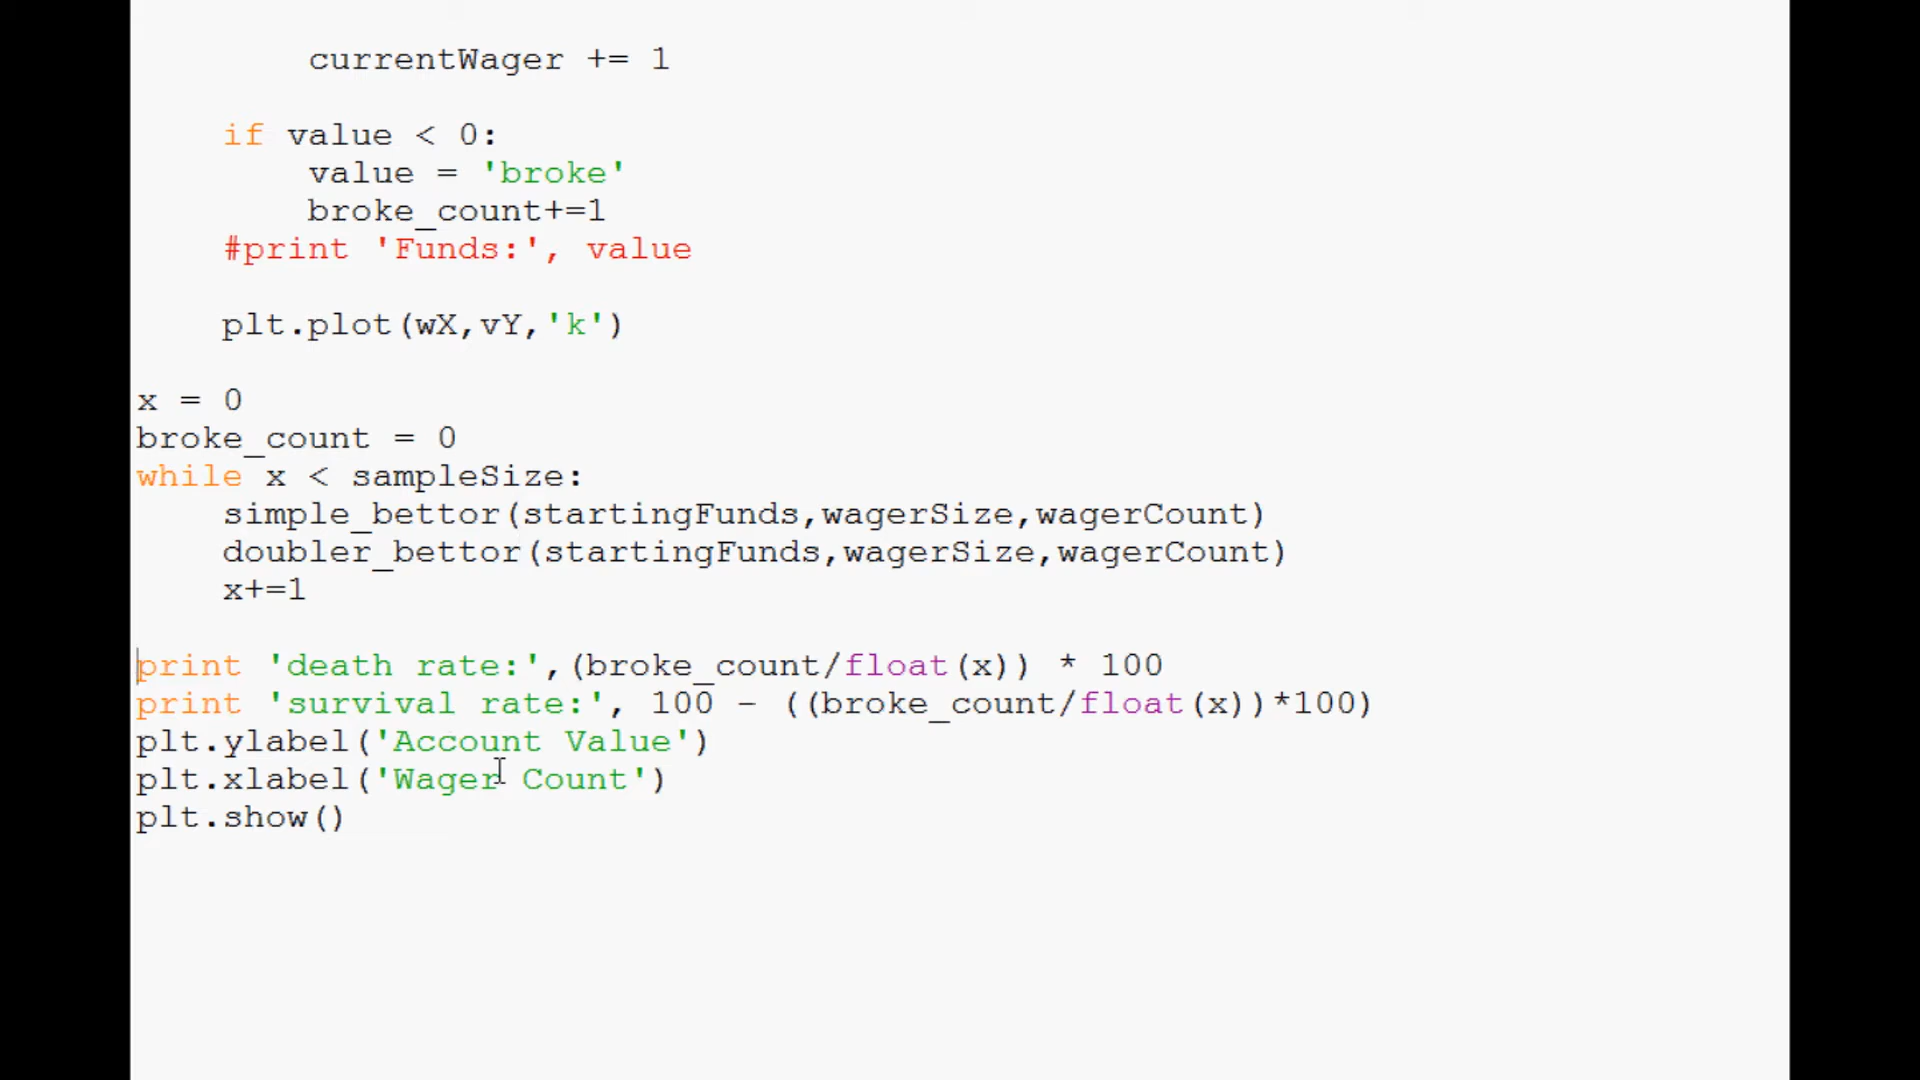 currentWager += 1
if value < 0:
value = 'broke'
broke_count+=1
#print 'Funds:', value
plt.plot(wX,vY,'k')
x = 0
broke_count = 0
while x < sampleSize:
simple_bettor(startingFunds,wagerSize,wagerCount)
doubler_bettor(startingFunds,wagerSize,wagerCount)
x+=1
print 'death rate:',(broke_count/float(x)) * 100
print 'survival rate:', 100 - ((broke_count/float(x))*100)
plt.ylabel('Account Value')
plt.xlabel('Wager Count')
plt.show()